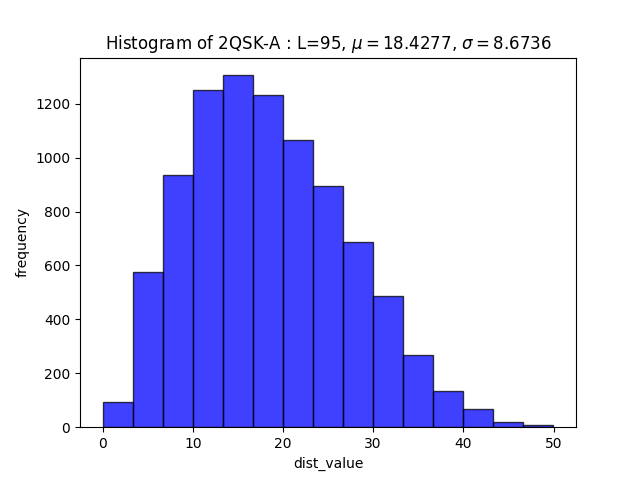 Histogram of 2QSK-A : L=95, μ = 18.4277, σ = 8.6736
1200
1000
800
600
400
200
0
frequency
0 10 20 30 40 50
dist_value